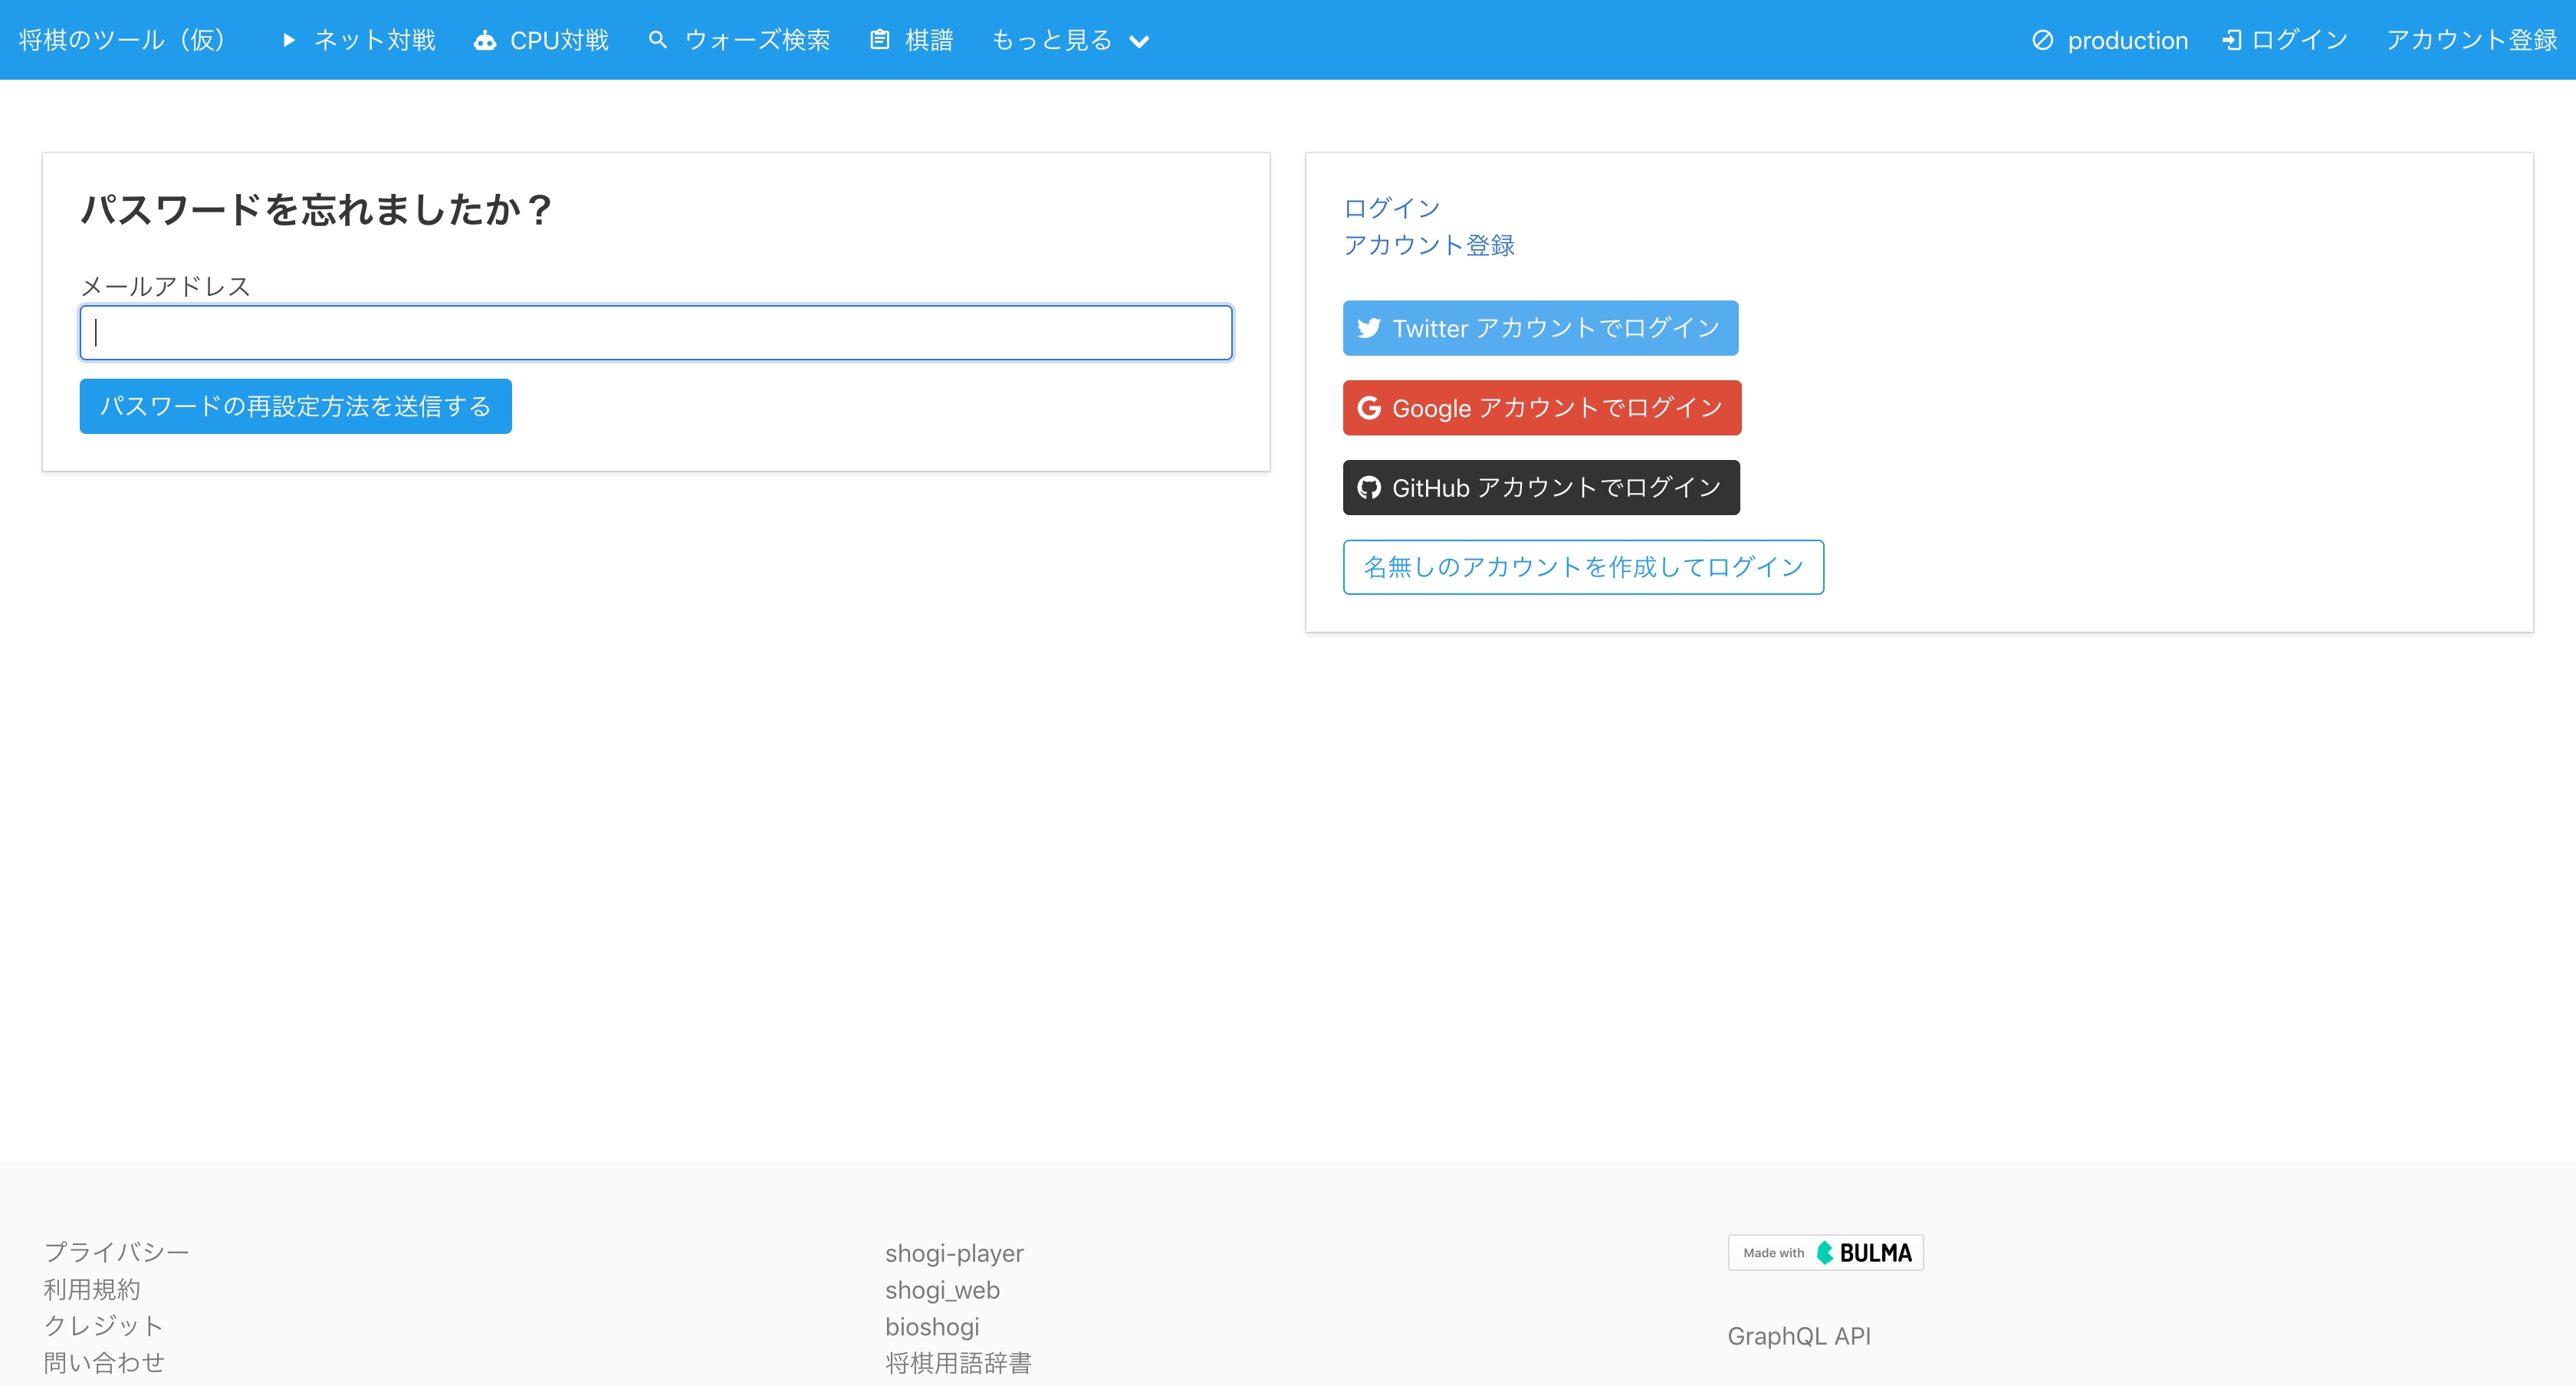 将棋のツール（仮） ネット対戦 CPU対戦 ウォーズ検索 棋譜 もっと見る production ログイン アカウント登録
パスワードを忘れましたか？
メールアドレス
パスワードの再設定方法を送信する
ログイン
アカウント登録
Twitter アカウントでログイン
Google アカウントでログイン
GitHub アカウントでログイン
名無しのアカウントを作成してログイン
プライバシー
利用規約
クレジット
問い合わせ
shogi-player
shogi_web
bioshogi
将棋用語辞書
Made with BULMA
GraphQL API